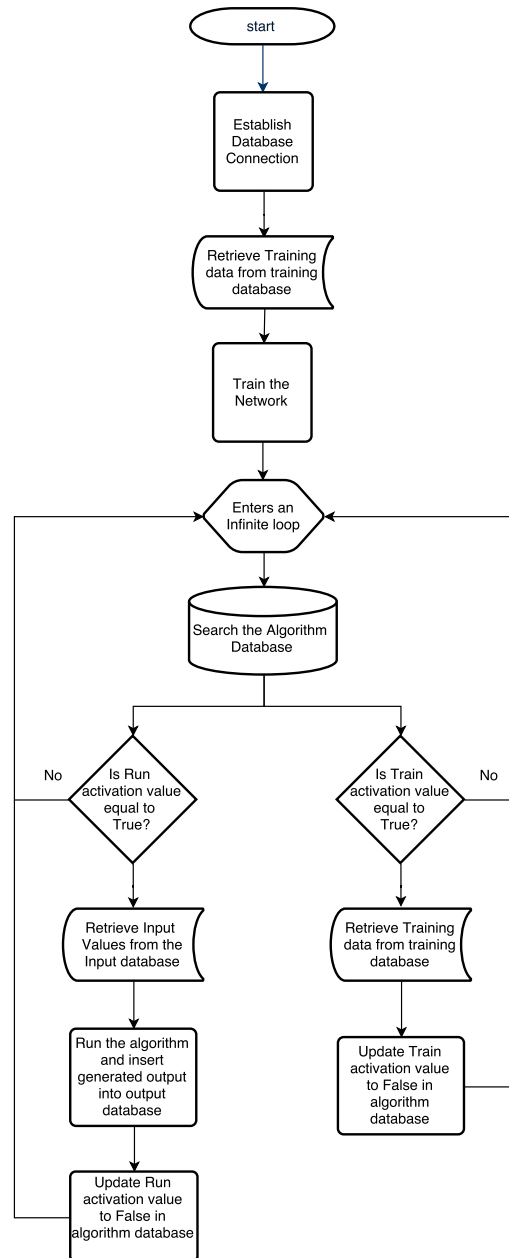 start
Establish
Database
Connection
Retrieve Training
data from training
database
Train the
Network
Enters an
Infinite loop
Search the Algorithm
Database
No
Is Run
activation value
equal to
True?
Is Train
activation value
equal to
True?
No
Retrieve Input
Values from the
Input database
Retrieve Training
data from training
database
Run the algorithm
and insert
generated output
into output
database
Update Train
activation value
to False in
algorithm
database
Update Run
activation value
to False in
algorithm database